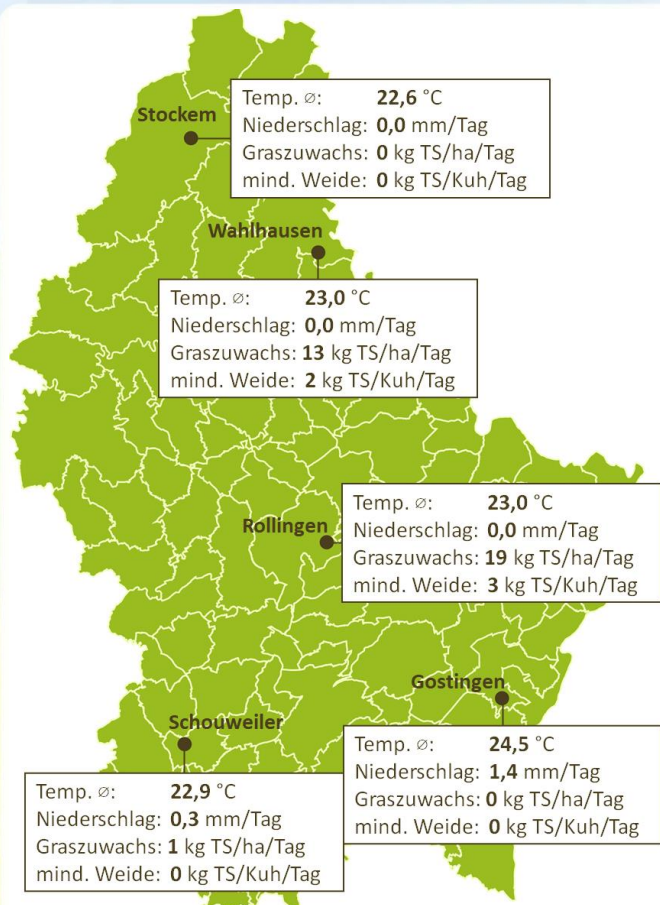 Stockem
Temp. ⌀: 22,6 °C
Niederschlag: 0,0 mm/Tag
Graszuwachs: 0 kg TS/ha/Tag
mind. Weide: 0 kg TS/Kuh/Tag
Wahlhausen
Temp. ⌀: 23,0 °C
Niederschlag: 0,0 mm/Tag
Graszuwachs: 13 kg TS/ha/Tag
mind. Weide: 2 kg TS/Kuh/Tag
Rollingen
Temp. ⌀: 23,0 °C
Niederschlag: 0,0 mm/Tag
Graszuwachs: 19 kg TS/ha/Tag
mind. Weide: 3 kg TS/Kuh/Tag
Gostingen
Temp. ⌀: 24,5 °C
Niederschlag: 1,4 mm/Tag
Graszuwachs: 0 kg TS/ha/Tag
mind. Weide: 0 kg TS/Kuh/Tag
Schouweiler
Temp. ⌀: 22,9 °C
Niederschlag: 0,3 mm/Tag
Graszuwachs: 1 kg TS/ha/Tag
mind. Weide: 0 kg TS/Kuh/Tag